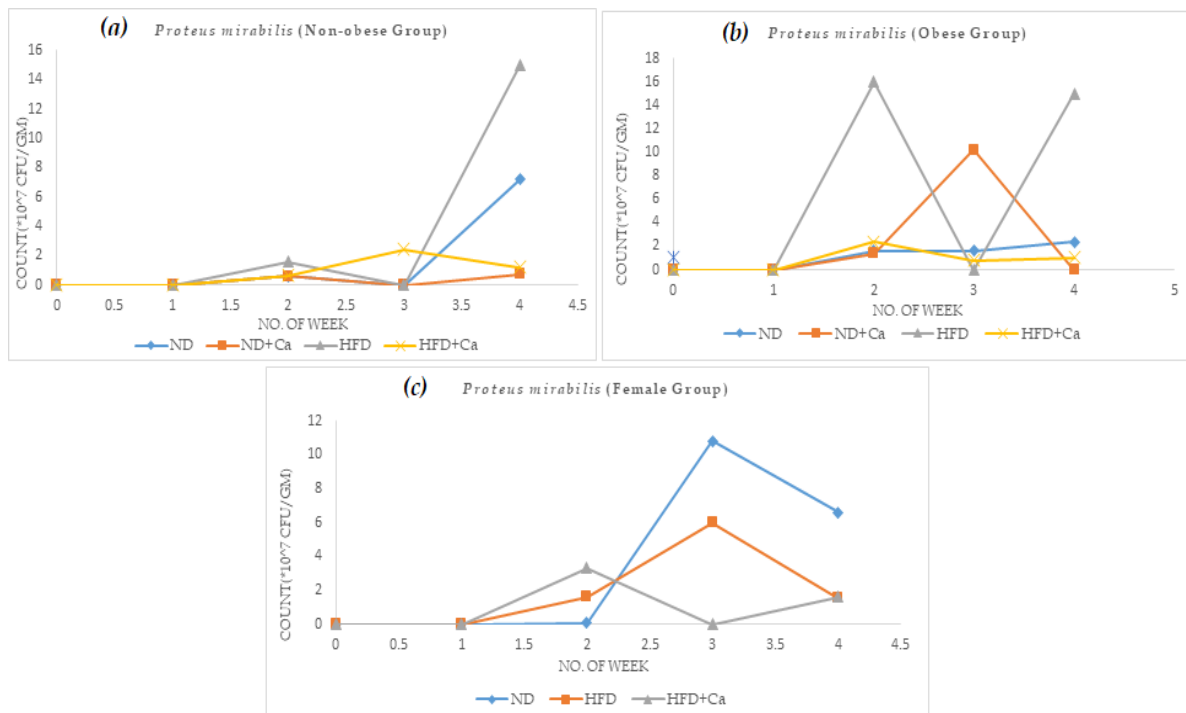 (a) Proteus mirabilis (Non-obese Group)
16
14
12
10
8
6
4
2
0
COUNT(*10^7 CFU/GM)
0 0.5 1 1.5 2 2.5 3 3.5 4 4.5
NO. OF WEEK
ND ND+Ca HFD HFD+Ca
(b) Proteus mirabilis (Obese Group)
18
16
14
12
10
8
6
4
2
0
COUNT(*10^7 CFU/GM)
0 1 2 3 4 5
NO. OF WEEK
ND ND+Ca HFD HFD+Ca
(c) Proteus mirabilis (Female Group)
12
10
8
6
4
2
0
COUNT(*10^7 CFU/GM)
0 0.5 1 1.5 2 2.5 3 3.5 4 4.5
NO. OF WEEK
ND HFD HFD+Ca